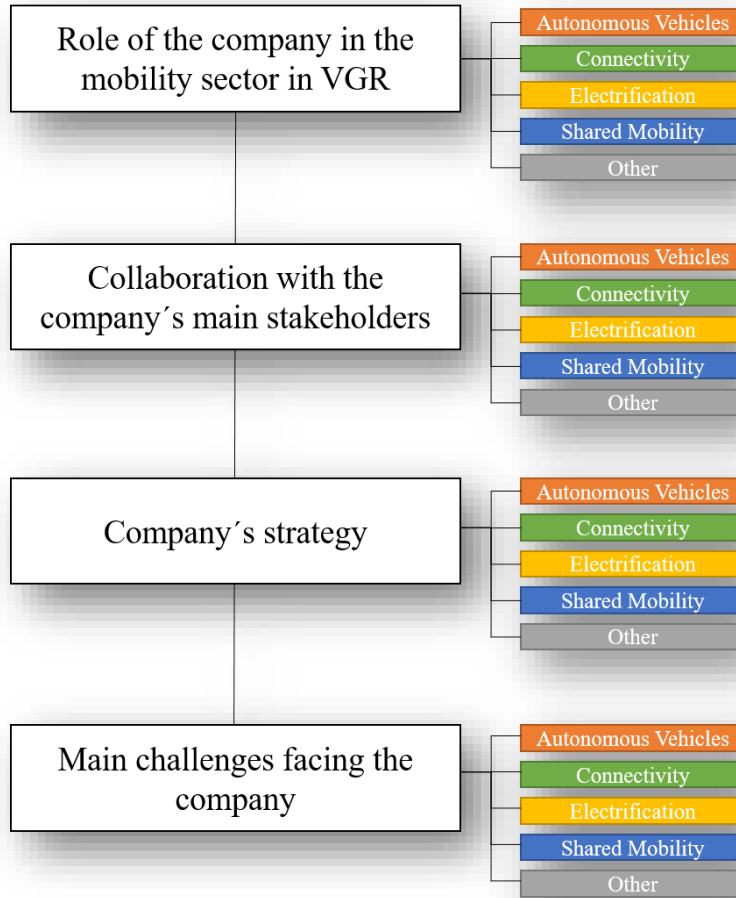 Role of the company in the
mobility sector in VGR
Autonomous Vehicles
Connectivity
Electrification
Shared Mobility
Other
Collaboration with the
company´s main stakeholders
Autonomous Vehicles
Connectivity
Electrification
Shared Mobility
Other
Company´s strategy
Autonomous Vehicles
Connectivity
Electrification
Shared Mobility
Other
Main challenges facing the
company
Autonomous Vehicles
Connectivity
Electrification
Shared Mobility
Other